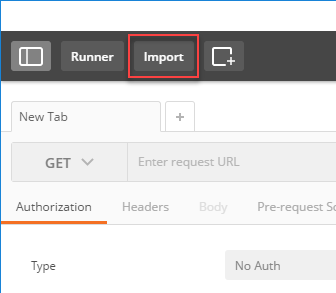 Runner Import
New Tab +
GET Enter request URL
Authorization Headers Body Pre-request Sc
Type No Auth